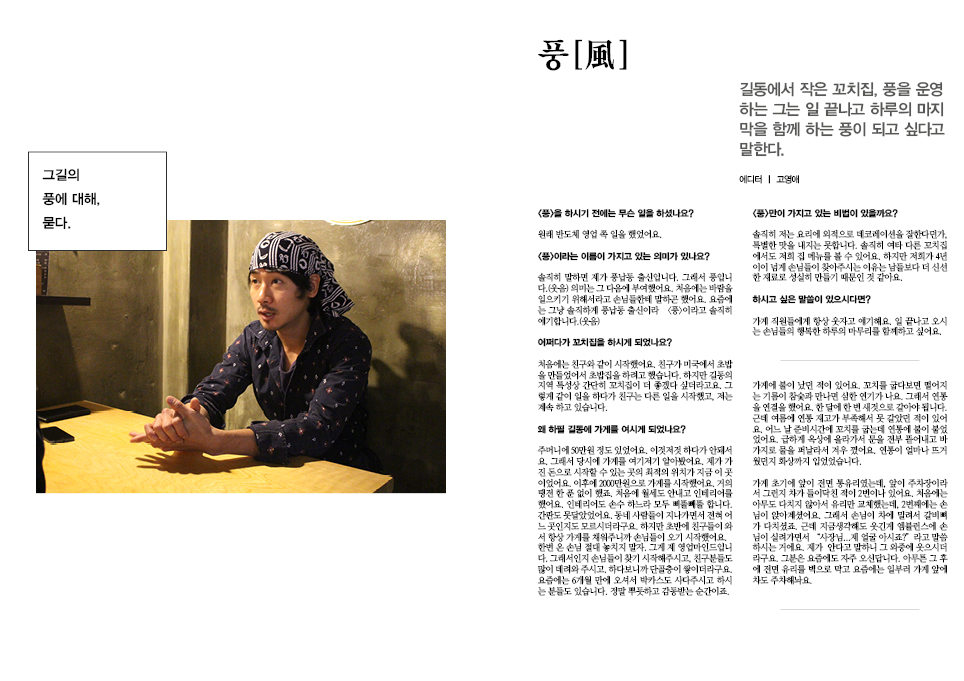 그길의
풍에 대해,
묻다.
풍[風]
길동에서 작은 꼬치집, 풍을 운영
하는 그는 일 끝나고 하루의 마지
막을 함께 하는 풍이 되고 싶다고
말한다.
에디터 | 고영애
〈풍〉을 하시기 전에는 무슨 일을 하셨나요?
원래 반도체 영업 쪽 일을 했었어요.
〈풍〉이라는 이름이 가지고 있는 의미가 있나요?
솔직히 말하면 제가 풍납동 출신입니다. 그래서 풍입니
다.(웃음) 의미는 그 다음에 부여했어요. 처음에는 바람을
일으키기 위해서라고 손님들한테 말하곤 했어요. 요즘에
는 그냥 솔직하게 풍납동 출신이라 〈풍〉이라고 솔직히
얘기합니다.(웃음)
어쩌다가 꼬치집을 하시게 되었나요?
처음에는 친구와 같이 시작했어요. 친구가 미국에서 초밥
을 만들었어서 초밥집을 하려고 했습니다. 하지만 길동의
지역 특성상 간단히 꼬치집이 더 좋겠다 싶더라고요. 그
렇게 같이 일을 하다가 친구는 다른 일을 시작했고, 저는
계속 하고 있습니다.
왜 하필 길동에 가게를 여시게 되었나요?
주머니에 50만원 정도 있었어요. 이것저것 하다가 안돼서
요. 그래서 당시에 가게를 여기저기 알아봤어요. 제가 가
진 돈으로 시작할 수 있는 곳의 최적의 위치가 지금 이 곳
이었어요. 이후에 2000만원으로 가게를 시작했어요. 거의
땡전 한 푼 없이 했죠. 처음에 월세도 안내고 인테리어를
했어요. 인테리어도 손수 하느라 모두 삐뚤빼뚤 합니다.
간판도 못달았었어요. 동네 사람들이 지나가면서 전혀 어
느 곳인지도 모르시더라구요. 하지만 초반에 친구들이 와
서 항상 가게를 채워주니까 손님들이 오기 시작했어요.
한번 온 손님 절대 놓치지 말자. 그게 제 영업마인드입니
다. 그래서인지 손님들이 찾기 시작해주시고, 친구분들도
많이 데려와 주시고. 하다보니까 단골층이 쌓이더라구요.
요즘에는 6개월 만에 오셔서 박카스도 사다주시고 하시
는 분들도 있습니다. 정말 뿌듯하고 감동받는 순간이죠.
〈풍〉만이 가지고 있는 비법이 있을까요?
솔직히 저는 요리에 외적으로 데코레이션을 잘한다던가,
특별한 맛을 내지는 못합니다. 솔직히 여타 다른 꼬치집
에서도 저희 집 메뉴를 볼 수 있어요. 하지만 저희가 4년
이이 넘게 손님들이 찾아주시는 이유는 남들보다 더 신선
한 재료로 성실히 만들기 때문인 것 같아요.
하시고 싶은 말씀이 있으시다면?
가게 직원들에게 항상 웃자고 얘기해요. 일 끝나고 오시
는 손님들의 행복한 하루의 마무리를 함께하고 싶어요.
가게에 불이 났던 적이 있어요. 꼬치를 굽다보면 떨어지
는 기름이 참숯과 만나면 심한 연기가 나요. 그래서 연통
을 연결을 했어요. 한 달에 한 번 새것으로 갈아야 됩니다.
근데 여름에 연통 재고가 부족해서 못 갈았던 적이 있어
요. 어느 날 준비시간에 꼬치를 굽는데 연통에 불이 붙었
었어요. 급하게 옥상에 올라가서 문을 전부 뜯어내고 바
가지로 물을 퍼날라서 겨우 껐어요. 연통이 얼마나 뜨거
웠던지 화상까지 입었었습니다.
가게 초기에 앞이 전면 통유리였는데, 앞이 주차장이라
서 그런지 차가 들이닥친 적이 2번이나 있어요. 처음에는
아무도 다치지 않아서 유리만 교체했는데, 2번째에는 손
님이 앉아계셨어요. 그래서 손님이 차에 밀려서 갈비뼈
가 다치셨죠. 근데 지금생각해도 웃긴게 엠뷸런스에 손
님이 실려가면서 “사장님...제 얼굴 아시죠?” 라고 말씀
하시는 거에요. 제가 안다고 말하니 그 와중에 웃으시더
라구요. 그분은 요즘에도 자주 오신답니다. 아무튼 그 후
에 전면 유리를 벽으로 막고 요즘에는 일부러 가게 앞에
차도 주차해놔요.